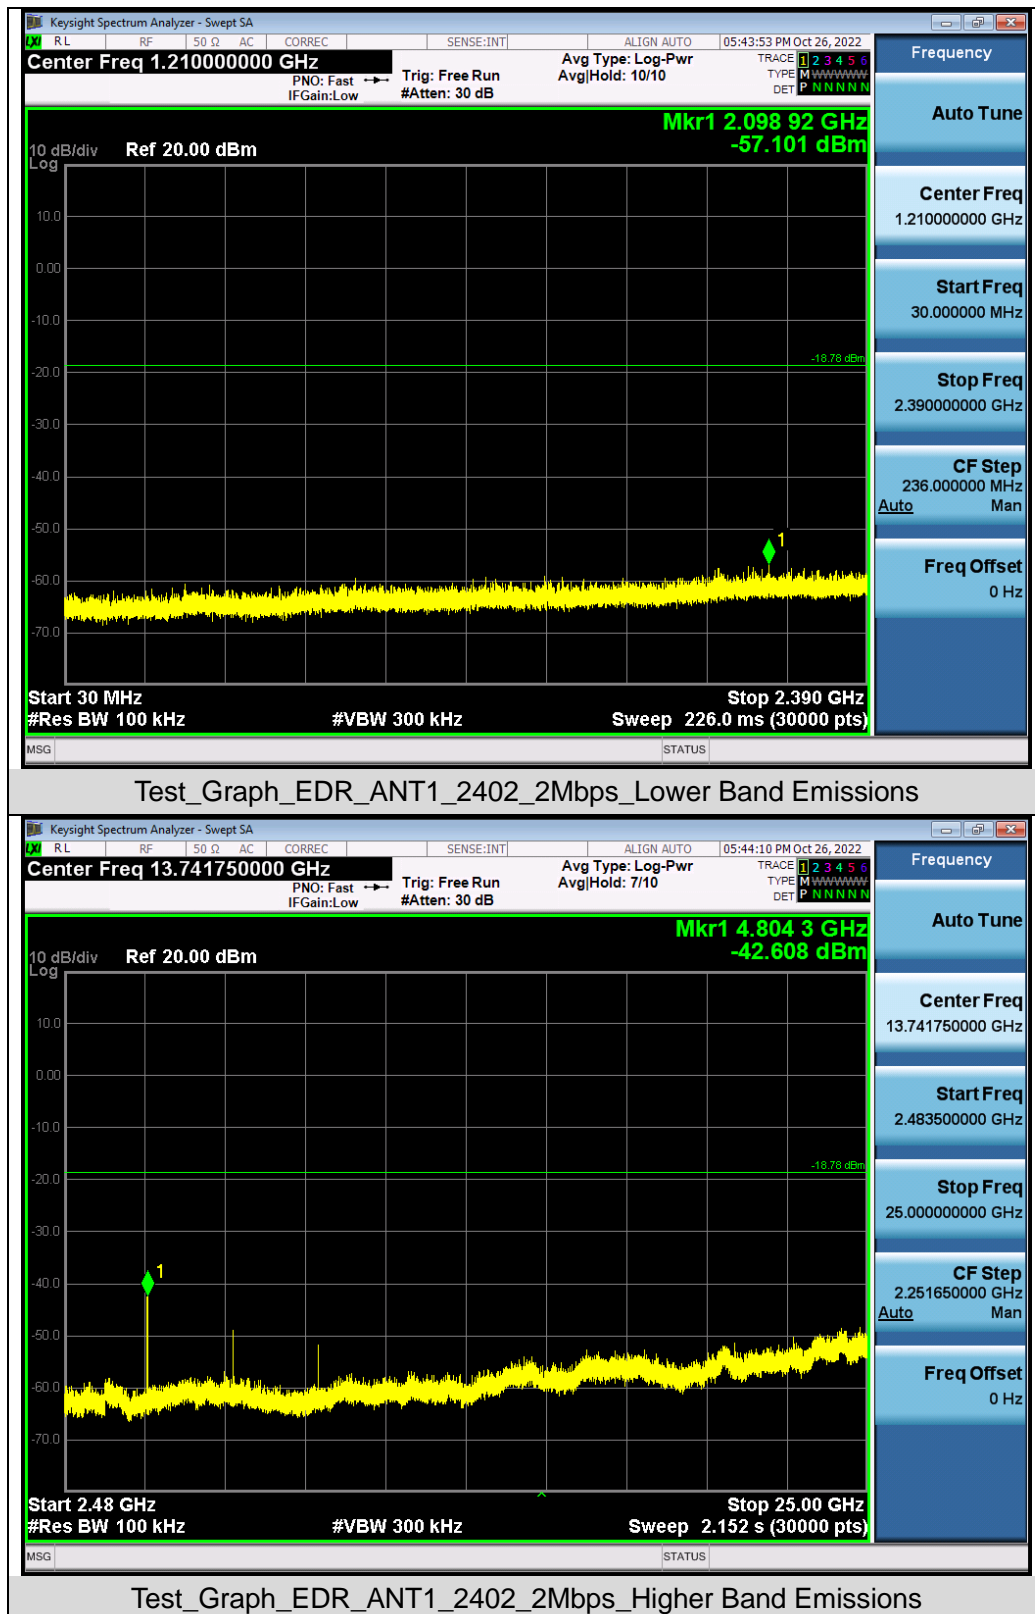 Keysight Spectrum Analyzer - Swept SA
LXI RL RF 50 Ω AC CORREC SENSE:INT ALIGN AUTO 05:43:53 PM Oct 26, 2022
Center Freq 1.210000000 GHz Avg Type: Log-Pwr TRACE 1 2 3 4 5 6
PNO: Fast Trig: Free Run Avg|Hold: 10/10 TYPE M WWWWW
IFGain:Low #Atten: 30 dB DET P N N N N N
Frequency
Mkr1 2.098 92 GHz
-57.101 dBm
10 dB/div Ref 20.00 dBm
Log
10.0
0.00
-10.0
-18.78 dBm
-20.0
-30.0
-40.0
-50.0
1
-60.0
-70.0
Start 30 MHz Stop 2.390 GHz
#Res BW 100 kHz #VBW 300 kHz Sweep 226.0 ms (30000 pts)
MSG STATUS
Auto Tune
Center Freq
1.210000000 GHz
Start Freq
30.000000 MHz
Stop Freq
2.390000000 GHz
CF Step
236.000000 MHz
Auto Man
Freq Offset
0 Hz
Test_Graph_EDR_ANT1_2402_2Mbps_Lower Band Emissions
Keysight Spectrum Analyzer - Swept SA
LXI RL RF 50 Ω AC CORREC SENSE:INT ALIGN AUTO 05:44:10 PM Oct 26, 2022
Center Freq 13.741750000 GHz Avg Type: Log-Pwr TRACE 1 2 3 4 5 6
PNO: Fast Trig: Free Run Avg|Hold: 7/10 TYPE M WWWWW
IFGain:Low #Atten: 30 dB DET P N N N N N
Frequency
Mkr1 4.804 3 GHz
-42.608 dBm
10 dB/div Ref 20.00 dBm
Log
10.0
0.00
-10.0
-18.78 dBm
-20.0
-30.0
1
-40.0
-50.0
-60.0
-70.0
Start 2.48 GHz Stop 25.00 GHz
#Res BW 100 kHz #VBW 300 kHz Sweep 2.152 s (30000 pts)
MSG STATUS
Auto Tune
Center Freq
13.741750000 GHz
Start Freq
2.483500000 GHz
Stop Freq
25.000000000 GHz
CF Step
2.251650000 GHz
Auto Man
Freq Offset
0 Hz
Test_Graph_EDR_ANT1_2402_2Mbps_Higher Band Emissions